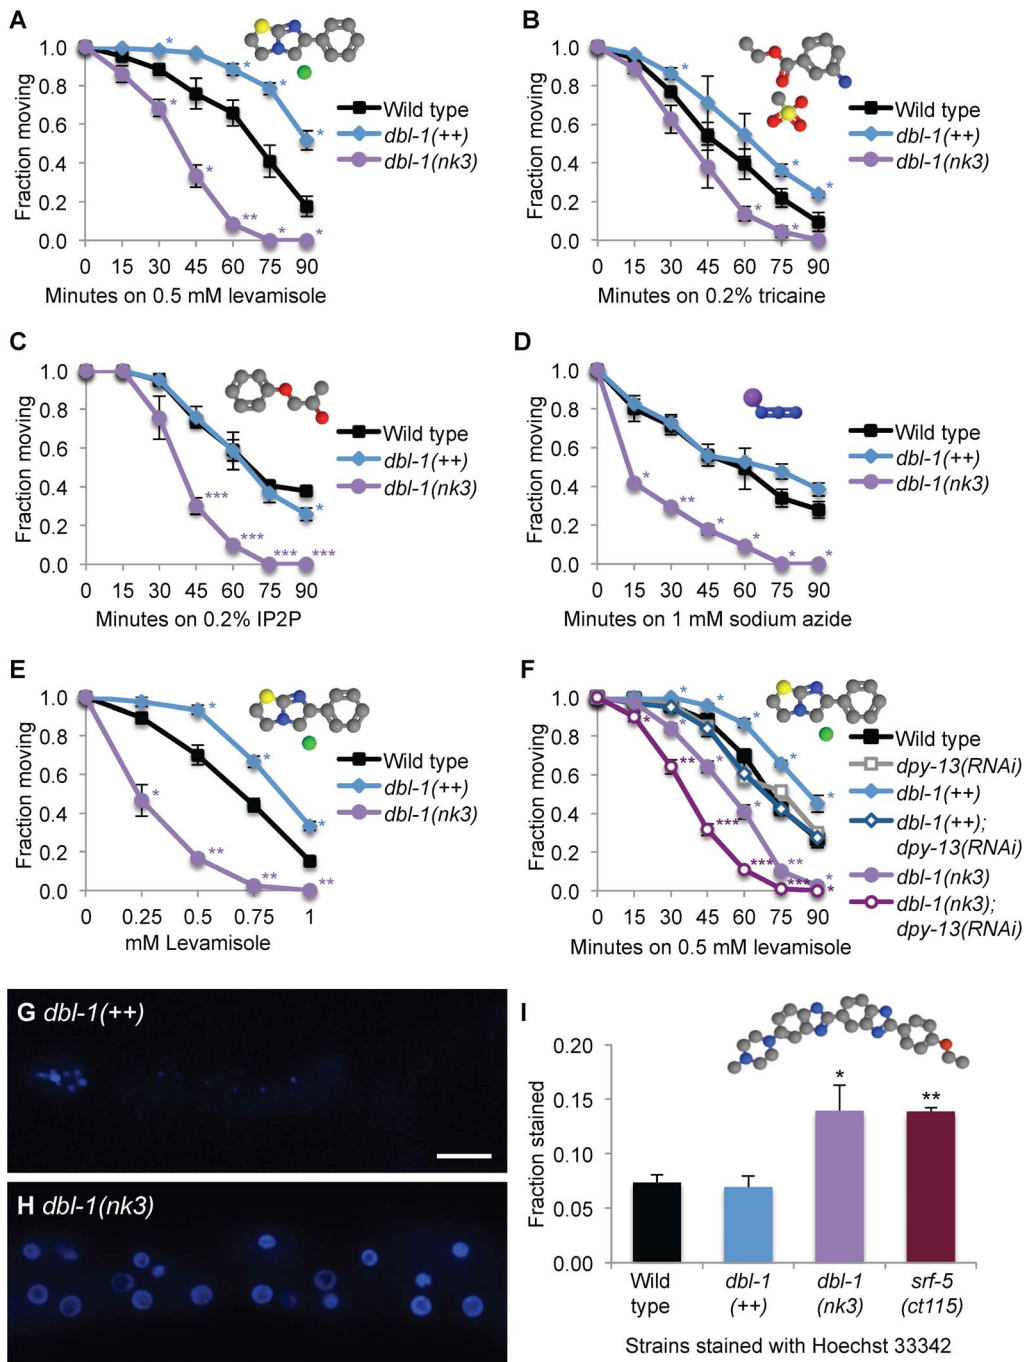 A
1.0
0.8
0.6
0.4
0.2
0.0
Fraction moving
0 15 30 45 60 75 90
Minutes on 0.5 mM levamisole
* * * * * * ** * *
Wild type
dbl-1(++)
dbl-1(nk3)
B
1.0
0.8
0.6
0.4
0.2
0.0
Fraction moving
0 15 30 45 60 75 90
Minutes on 0.2% tricaine
* * * * *
Wild type
dbl-1(++)
dbl-1(nk3)
C
1.0
0.8
0.6
0.4
0.2
0.0
Fraction moving
0 15 30 45 60 75 90
Minutes on 0.2% IP2P
* *** *** *** ***
Wild type
dbl-1(++)
dbl-1(nk3)
D
1.0
0.8
0.6
0.4
0.2
0.0
Fraction moving
0 15 30 45 60 75 90
Minutes on 1 mM sodium azide
* ** * * * *
Wild type
dbl-1(++)
dbl-1(nk3)
E
1.0
0.8
0.6
0.4
0.2
0.0
Fraction moving
0 0.25 0.5 0.75 1
mM Levamisole
* * * * ** ** **
Wild type
dbl-1(++)
dbl-1(nk3)
F
1.0
0.8
0.6
0.4
0.2
0.0
Fraction moving
0 15 30 45 60 75 90
Minutes on 0.5 mM levamisole
* * * * *
* * * ** *
* ** *** *** *** *
Wild type
dpy-13(RNAi)
dbl-1(++)
dbl-1(++);
dpy-13(RNAi)
dbl-1(nk3)
dbl-1(nk3);
dpy-13(RNAi)
G dbl-1(++)
H dbl-1(nk3)
I
0.20
0.15
0.10
0.05
0.00
Fraction stained
* **
Wild type
dbl-1 (++)
dbl-1 (nk3)
srf-5 (ct115)
Strains stained with Hoechst 33342